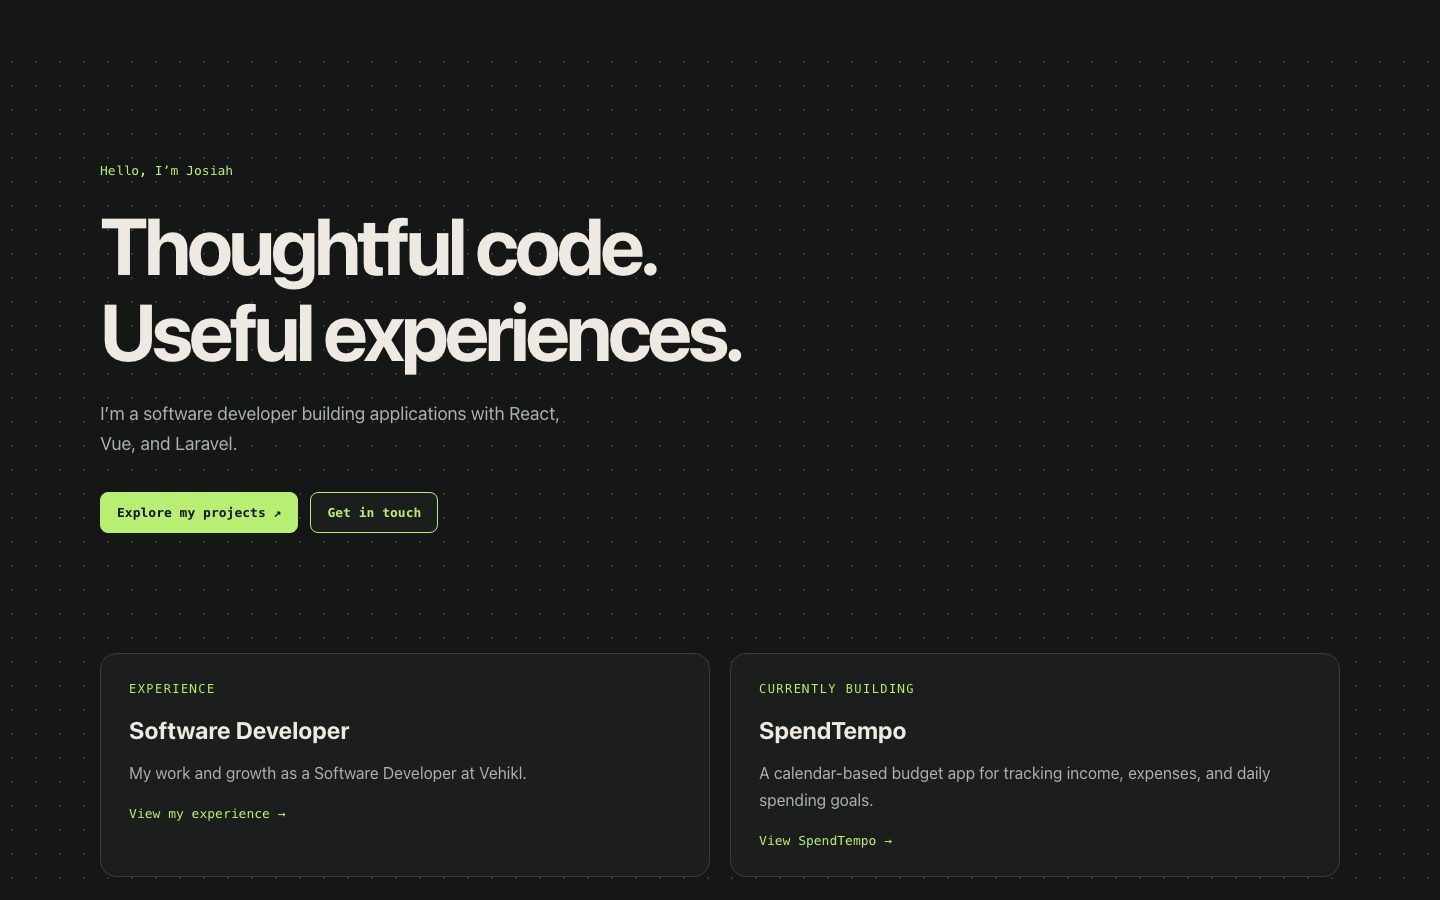 Hello, I’m Josiah
Thoughtful code.
Useful experiences.
I’m a software developer building applications with React,
Vue, and Laravel.
Explore my projects ↗
Get in touch
EXPERIENCE
Software Developer
My work and growth as a Software Developer at Vehikl.
View my experience →
CURRENTLY BUILDING
SpendTempo
A calendar-based budget app for tracking income, expenses, and daily
spending goals.
View SpendTempo →